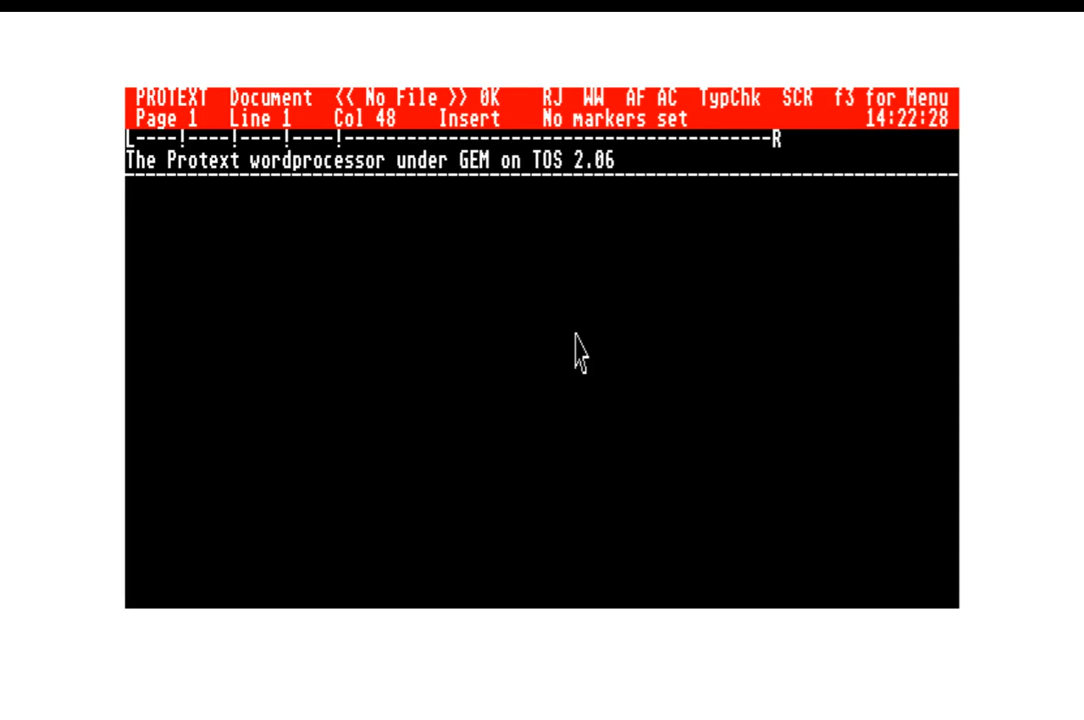 PROTEXT Document << No File >> 0K RJ WW AF AC TypChk SCR f3 for Menu
Page 1 Line 1 Col 48 Insert No markers set 14:22:28
L----!----!----!----!-----------------------------------------R
The Protext wordprocessor under GEM on TOS 2.06